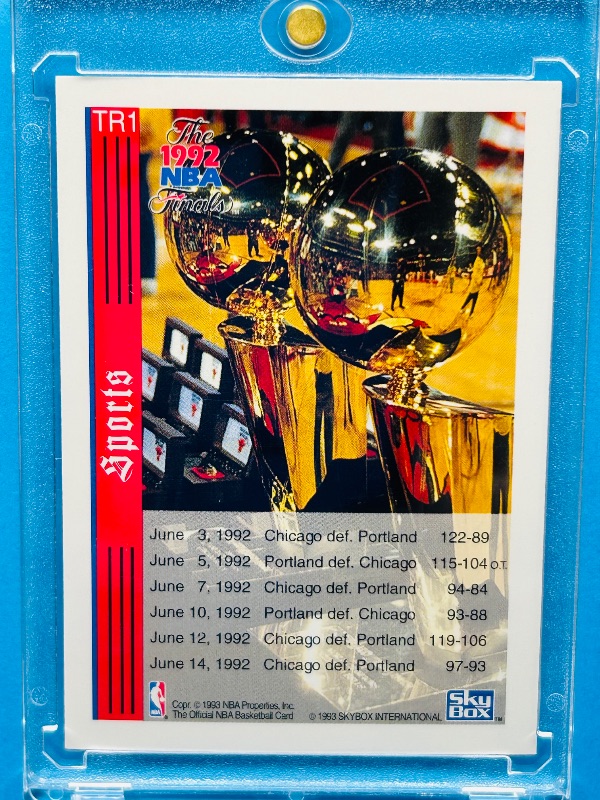 TR1
The
1992
NBA
Finals
Sports
June 3, 1992 Chicago def. Portland 122-89
June 5, 1992 Portland def. Chicago 115-104 O.T.
June 7, 1992 Chicago def. Portland 94-84
June 10, 1992 Portland def. Chicago 93-88
June 12, 1992 Chicago def. Portland 119-106
June 14, 1992 Chicago def. Portland 97-93
NBA
Copr. © 1993 NBA Properties, Inc.
The Official NBA Basketball Card
© 1993 SKYBOX INTERNATIONAL
Sky
Box
TM